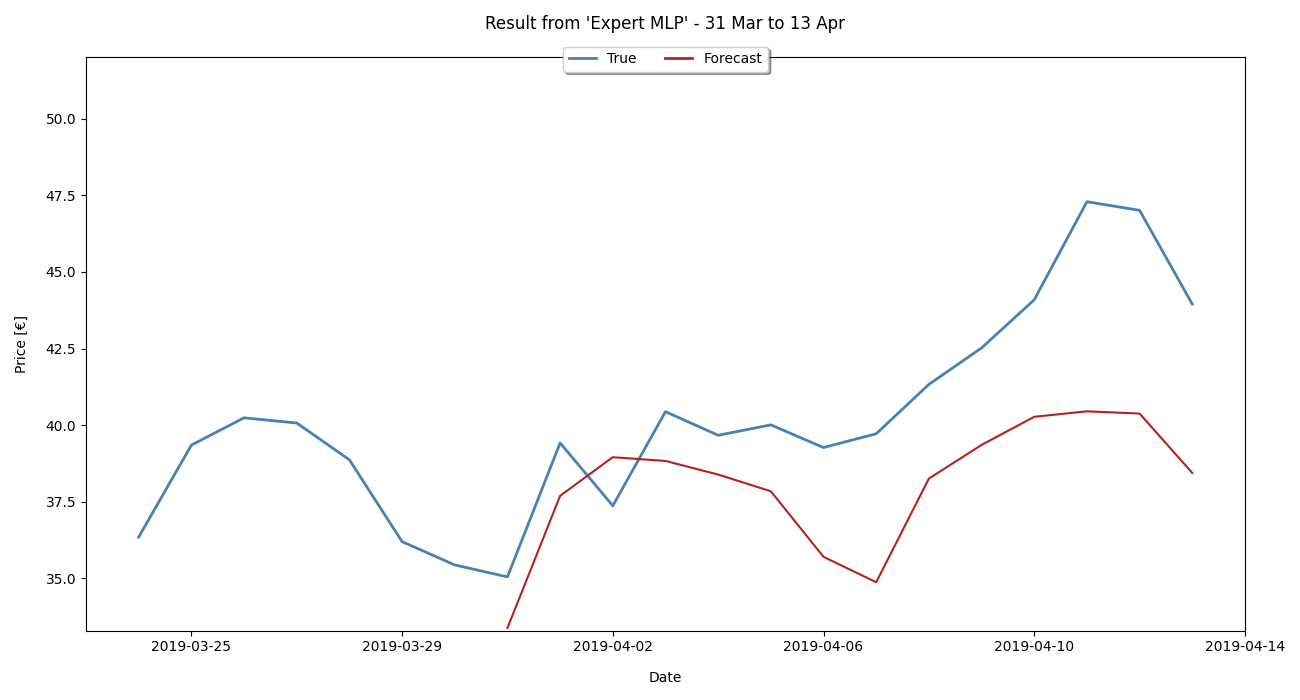 Result from 'Expert MLP' - 31 Mar to 13 Apr
True Forecast
50.0
47.5
45.0
42.5
40.0
37.5
35.0
Price [€]
2019-03-25 2019-03-29 2019-04-02 2019-04-06 2019-04-10 2019-04-14
Date